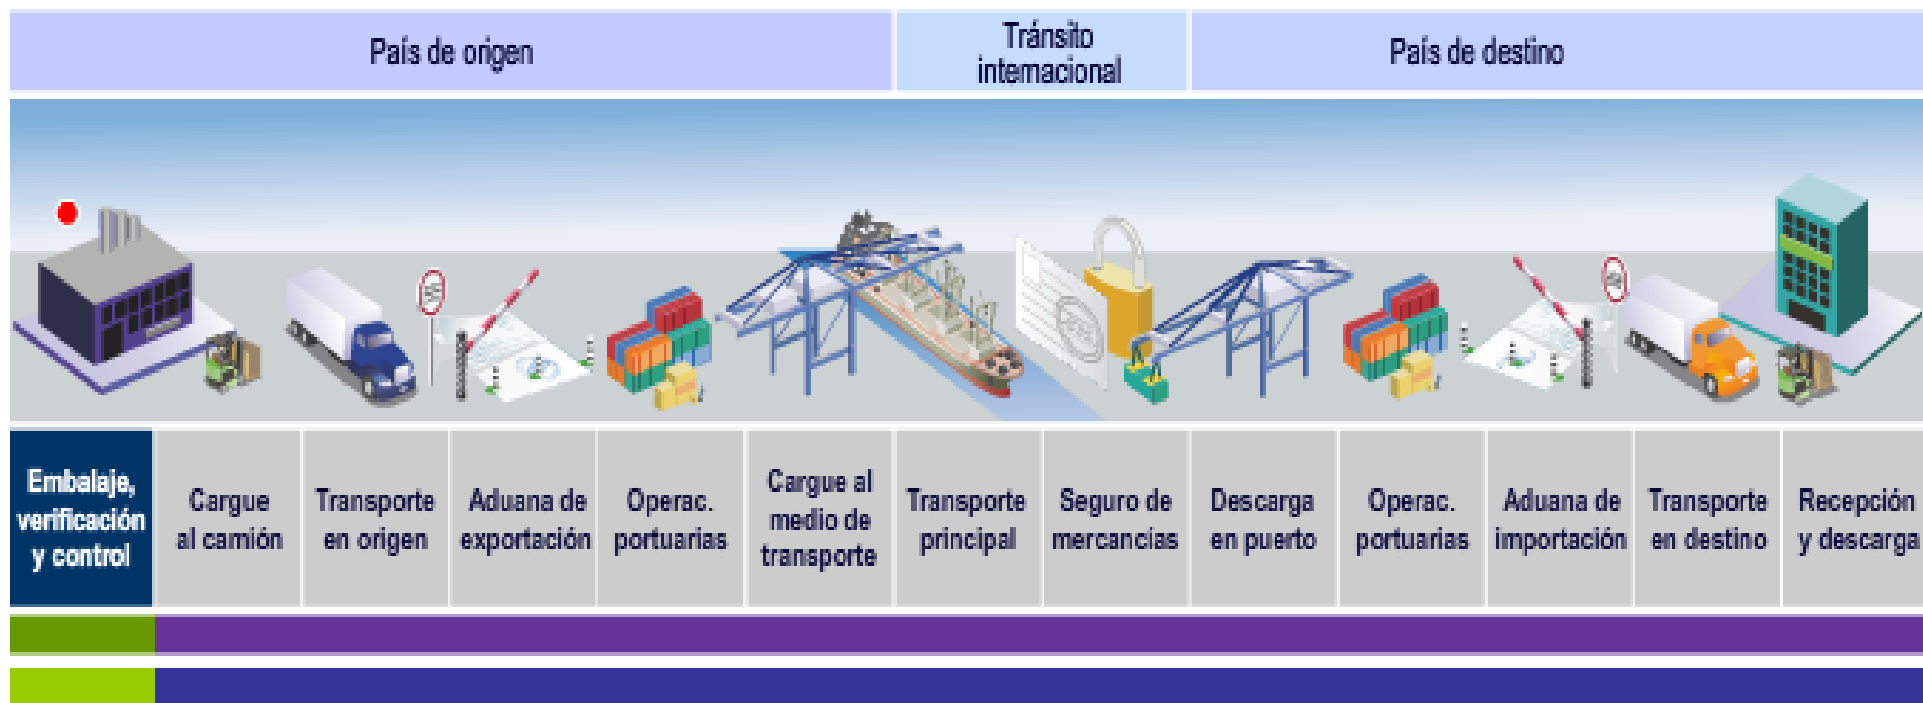 País de origen
Tránsito
internacional
País de destino
Embalaje,
verificación
y control
Cargue
al camión
Transporte
en origen
Aduana de
exportación
Operac.
portuarias
Cargue al
medio de
transporte
Transporte
principal
Seguro de
mercancías
Descarga
en puerto
Operac.
portuarias
Aduana de
importación
Transporte
en destino
Recepción
y descarga